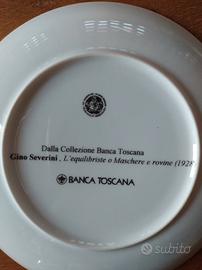 Dalla Collezione Banca Toscana
Gino Severini , L'equilibriste o Maschere e rovine (1928
BANCA TOSCANA
subito